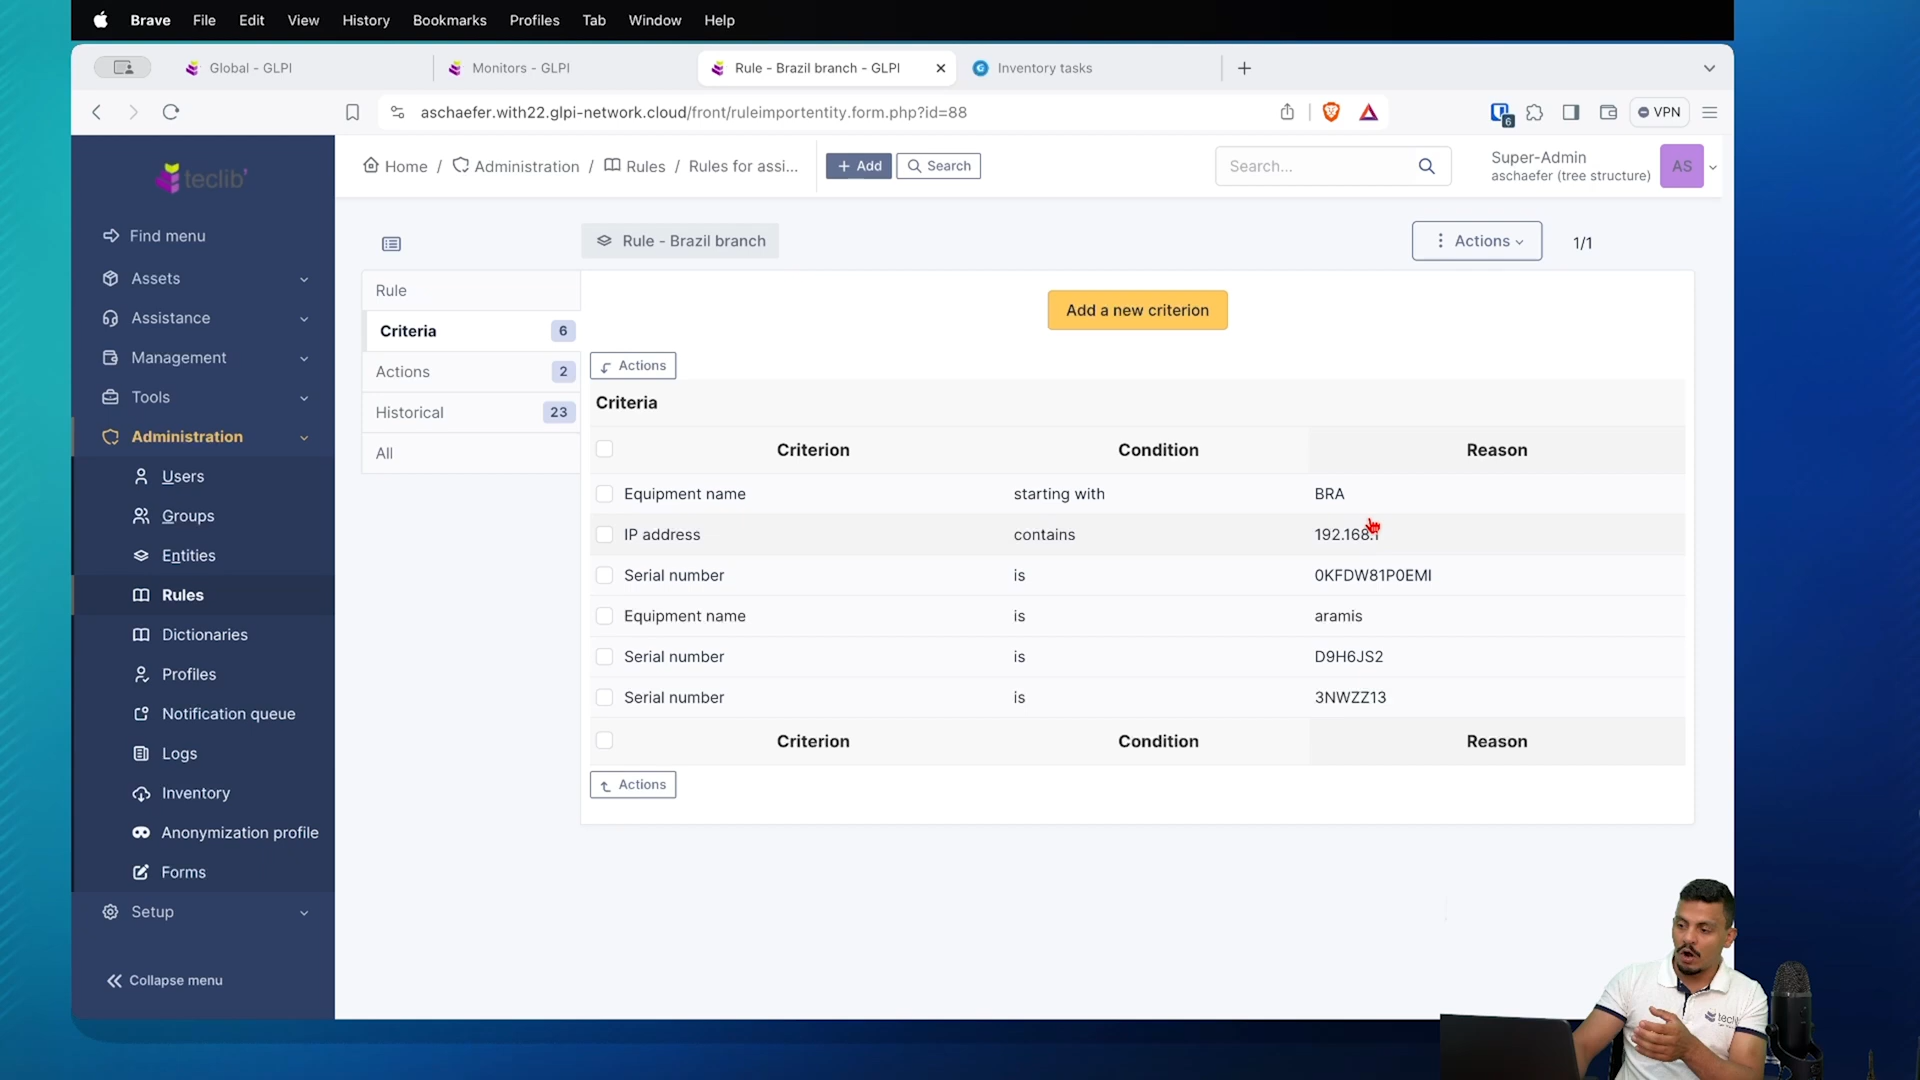 Brave File Edit View History Bookmarks Profiles Tab Window Help
Global - GLPI Monitors - GLPI Rule - Brazil branch - GLPI Inventory tasks
aschaefer.with22.glpi-network.cloud/front/ruleimportentity.form.php?id=88
6 VPN
teclib'
Home / Administration / Rules / Rules for assi... + Add Search
Search...
Super-Admin
aschaefer (tree structure)
AS
Find menu
Assets
Assistance
Management
Tools
Administration
Users
Groups
Entities
Rules
Dictionaries
Profiles
Notification queue
Logs
Inventory
Anonymization profile
Forms
Setup
Collapse menu
Rule - Brazil branch
Actions
1/1
Rule
Criteria 6
Actions 2
Historical 23
All
Add a new criterion
Actions
Criteria
Criterion Condition Reason
Equipment name starting with BRA
IP address contains 192.168.1
Serial number is 0KFDW81P0EMI
Equipment name is aramis
Serial number is D9H6JS2
Serial number is 3NWZZ13
Criterion Condition Reason
Actions